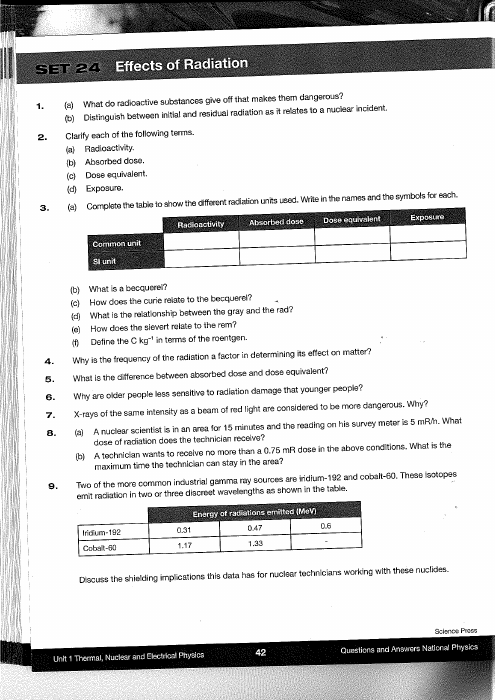 SET 24 Effects of Radiation
1. (a) What do radioactive substances give off that makes them dangerous?
(b) Distinguish between initial and residual radiation as it relates to a nuclear incident.
2. Clarify each of the following terms.
(a) Radioactivity.
(b) Absorbed dose.
(c) Dose equivalent.
(d) Exposure.
3. (a) Complete the table to show the different radiation units used. Write in the names and the symbols for each.
Radioactivity Absorbed dose Dose equivalent Exposure
Common unit
SI unit
(b) What is a becquerel?
(c) How does the curie relate to the becquerel?
(d) What is the relationship between the gray and the rad?
(e) How does the sievert relate to the rem?
(f) Define the C kg⁻¹ in terms of the roentgen.
4. Why is the frequency of the radiation a factor in determining its effect on matter?
5. What is the difference between absorbed dose and dose equivalent?
6. Why are older people less sensitive to radiation damage that younger people?
7. X-rays of the same intensity as a beam of red light are considered to be more dangerous. Why?
8. (a) A nuclear scientist is in an area for 15 minutes and the reading on his survey meter is 5 mR/h. What
dose of radiation does the technician receive?
(b) A technician wants to receive no more than a 0.75 mR dose in the above conditions. What is the
maximum time the technician can stay in the area?
9. Two of the more common industrial gamma ray sources are iridium-192 and cobalt-60. These isotopes
emit radiation in two or three discreet wavelengths as shown in the table.
Energy of radiations emitted (MeV)
Iridium-192 0.31 0.47 0.6
Cobalt-60 1.17 1.33 -
Discuss the shielding implications this data has for nuclear technicians working with these nuclides.
Science Press
Unit 1 Thermal, Nuclear and Electrical Physics 42 Questions and Answers National Physics